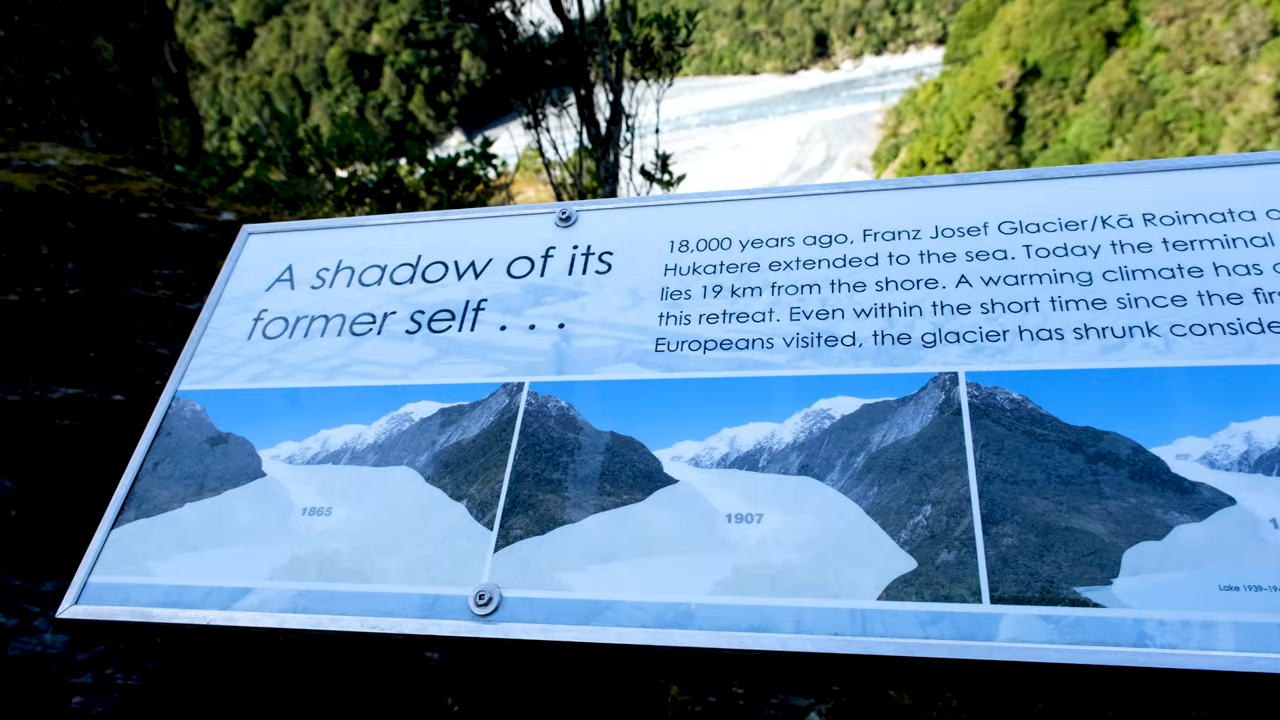 A shadow of its
former self . . .
18,000 years ago, Franz Josef Glacier/Kā Roimata
Hukatere extended to the sea. Today the terminal
lies 19 km from the shore. A warming climate has
this retreat. Even within the short time since the
Europeans visited, the glacier has shrunk
1865
1907
Lake 1939–